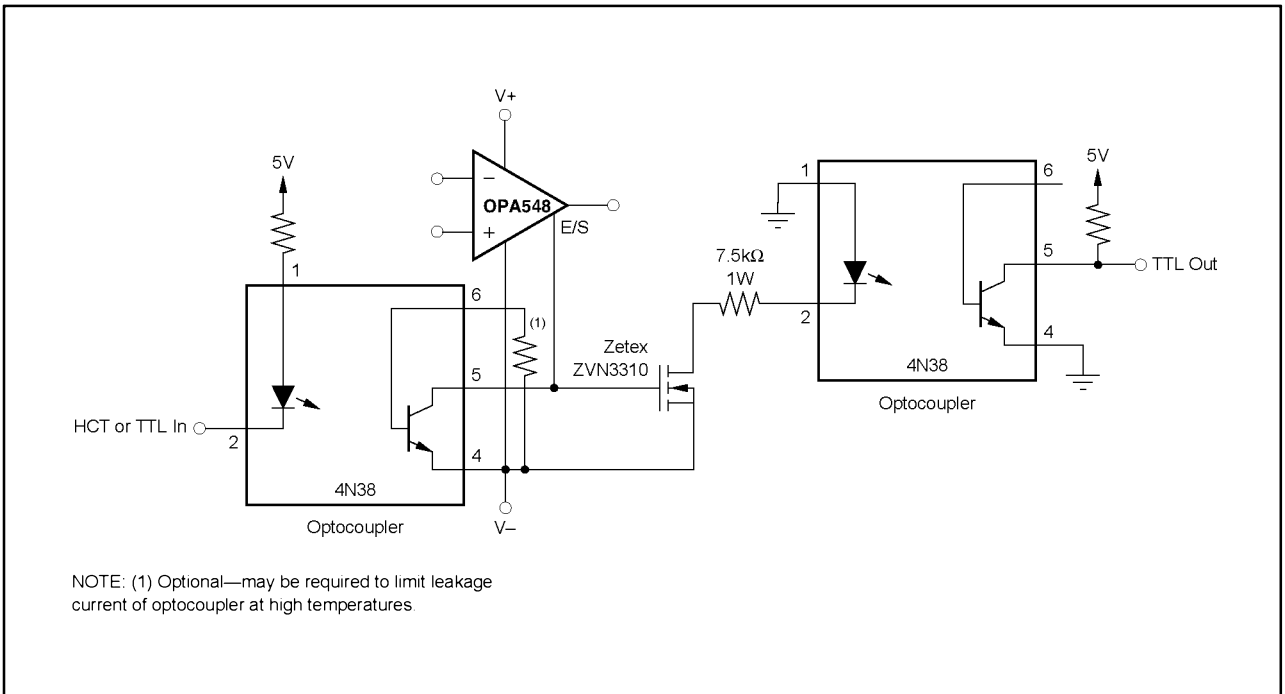 V+
5V
1
–
OPA548
+
E/S
6
(1)
5
2
4
HCT or TTL In
4N38
Optocoupler
V–
Zetex
ZVN3310
7.5kΩ
1W
1
2
6
5V
5
TTL Out
4
4N38
Optocoupler
NOTE: (1) Optional—may be required to limit leakage
current of optocoupler at high temperatures.